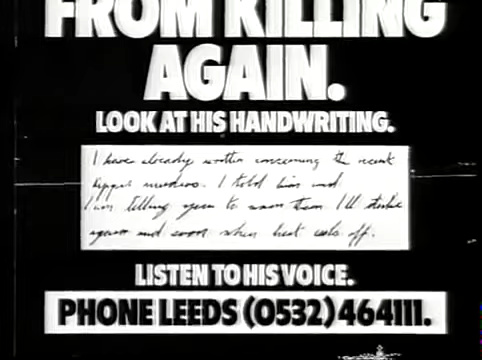 FROM KILLING
AGAIN.
LOOK AT HIS HANDWRITING.
I have already written concerning the recent
Ripper murders. I told him and
I am telling you to warn them I'll strike
again and soon when heat cools off.
LISTEN TO HIS VOICE.
PHONE LEEDS (0532) 464111.